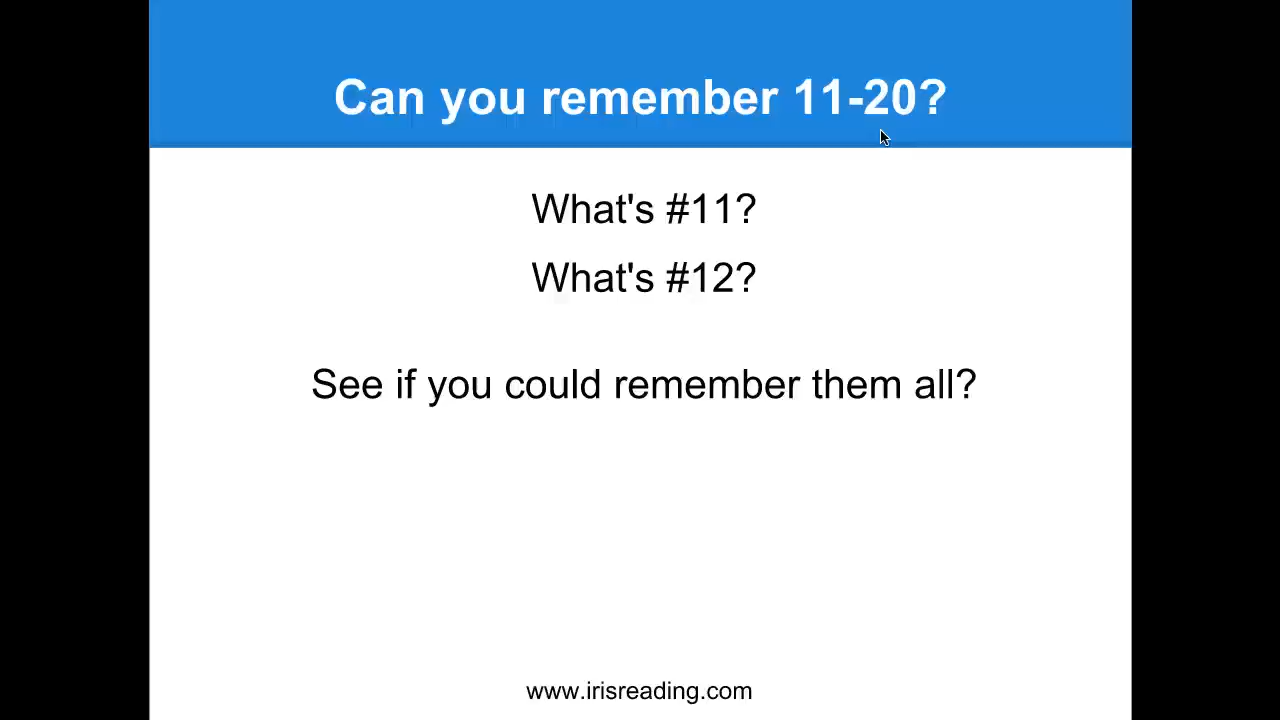 Can you remember 11-20?
What's #11?
What's #12?
See if you could remember them all?
www.irisreading.com